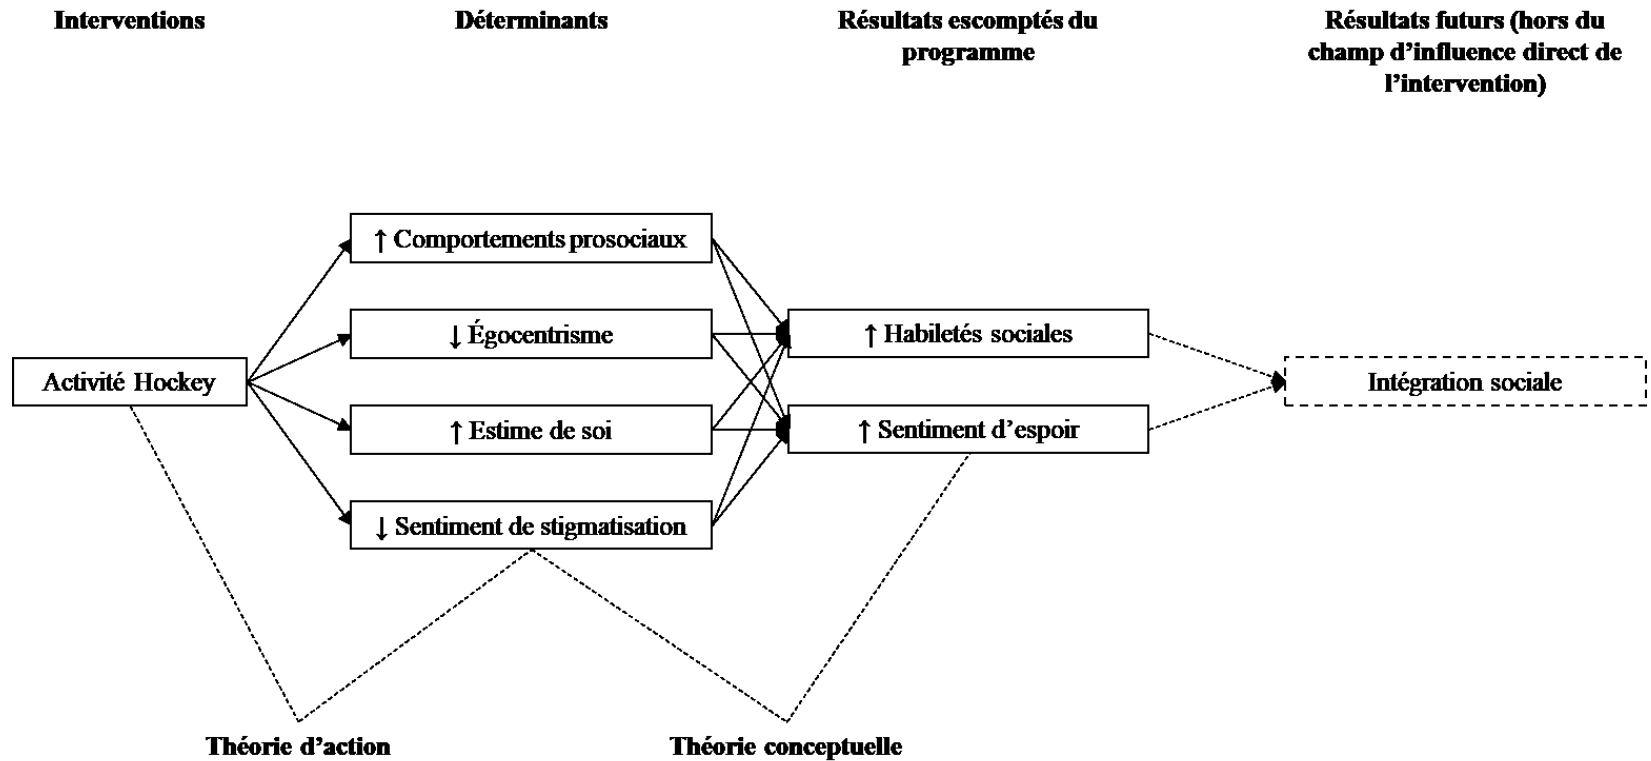 Interventions
Déterminants
Résultats escomptés du
programme
Résultats futurs (hors du
champ d’influence direct de
l’intervention)
↑ Comportements prosociaux
↓ Égocentrisme
↑ Habiletés sociales
Activité Hockey
Intégration sociale
↑ Estime de soi
↑ Sentiment d’espoir
↓ Sentiment de stigmatisation
Théorie d’action
Théorie conceptuelle